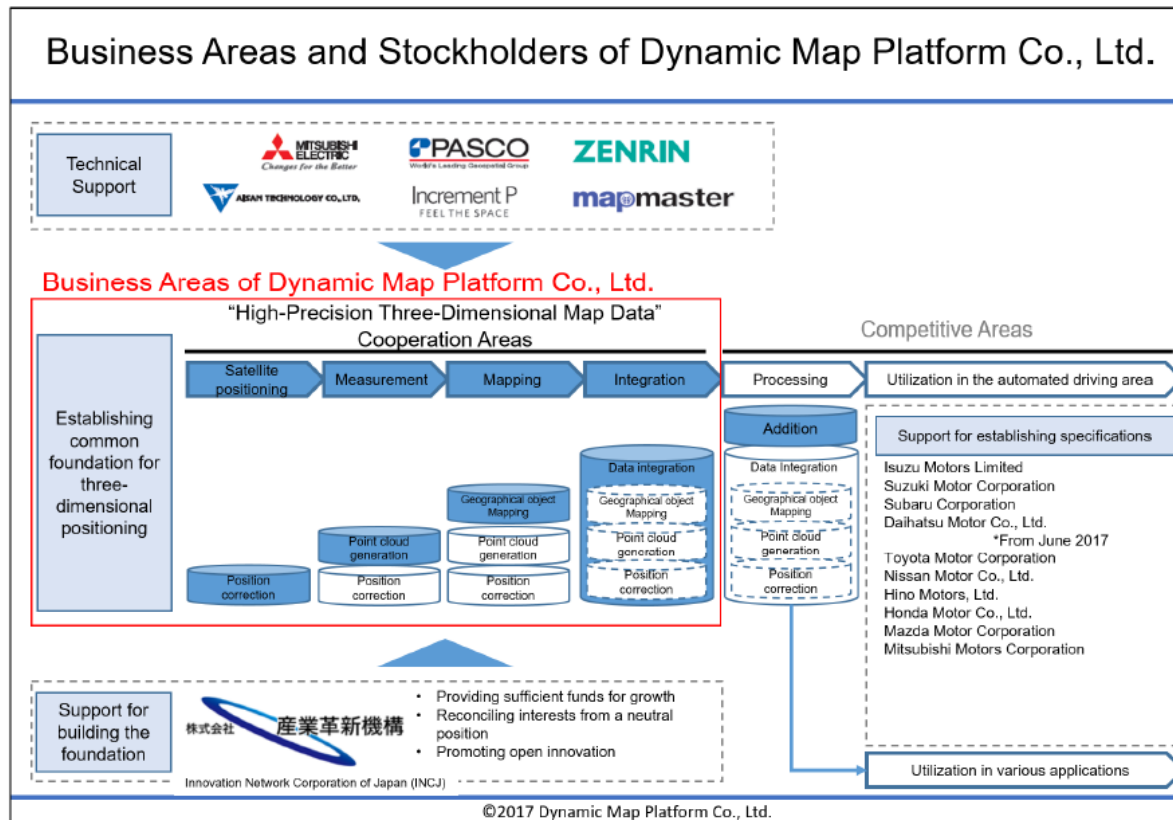 Business Areas and Stockholders of Dynamic Map Platform Co., Ltd.
Technical
Support
MITSUBISHI
ELECTRIC
Changes for the Better
PASCO
World's Leading Geospatial Group
ZENRIN
AISAN TECHNOLOGY CO., LTD.
Increment P
FEEL THE SPACE
mapmaster
Business Areas of Dynamic Map Platform Co., Ltd.
“High-Precision Three-Dimensional Map Data”
Cooperation Areas
Competitive Areas
Establishing
common
foundation for
three-
dimensional
positioning
Satellite
positioning
Measurement
Mapping
Integration
Processing
Utilization in the automated driving area
Position
correction
Point cloud
generation
Position
correction
Geographical object
Mapping
Point cloud
generation
Position
correction
Data integration
Geographical object
Mapping
Point cloud
generation
Position
correction
Addition
Data Integration
Geographical object
Mapping
Point cloud
generation
Position
correction
Support for establishing specifications
Isuzu Motors Limited
Suzuki Motor Corporation
Subaru Corporation
Daihatsu Motor Co., Ltd.
*From June 2017
Toyota Motor Corporation
Nissan Motor Co., Ltd.
Hino Motors, Ltd.
Honda Motor Co., Ltd.
Mazda Motor Corporation
Mitsubishi Motors Corporation
Support for
building the
foundation
株式会社 産業革新機構
Innovation Network Corporation of Japan (INCJ)
• Providing sufficient funds for growth
• Reconciling interests from a neutral
position
• Promoting open innovation
Utilization in various applications
©2017 Dynamic Map Platform Co., Ltd.